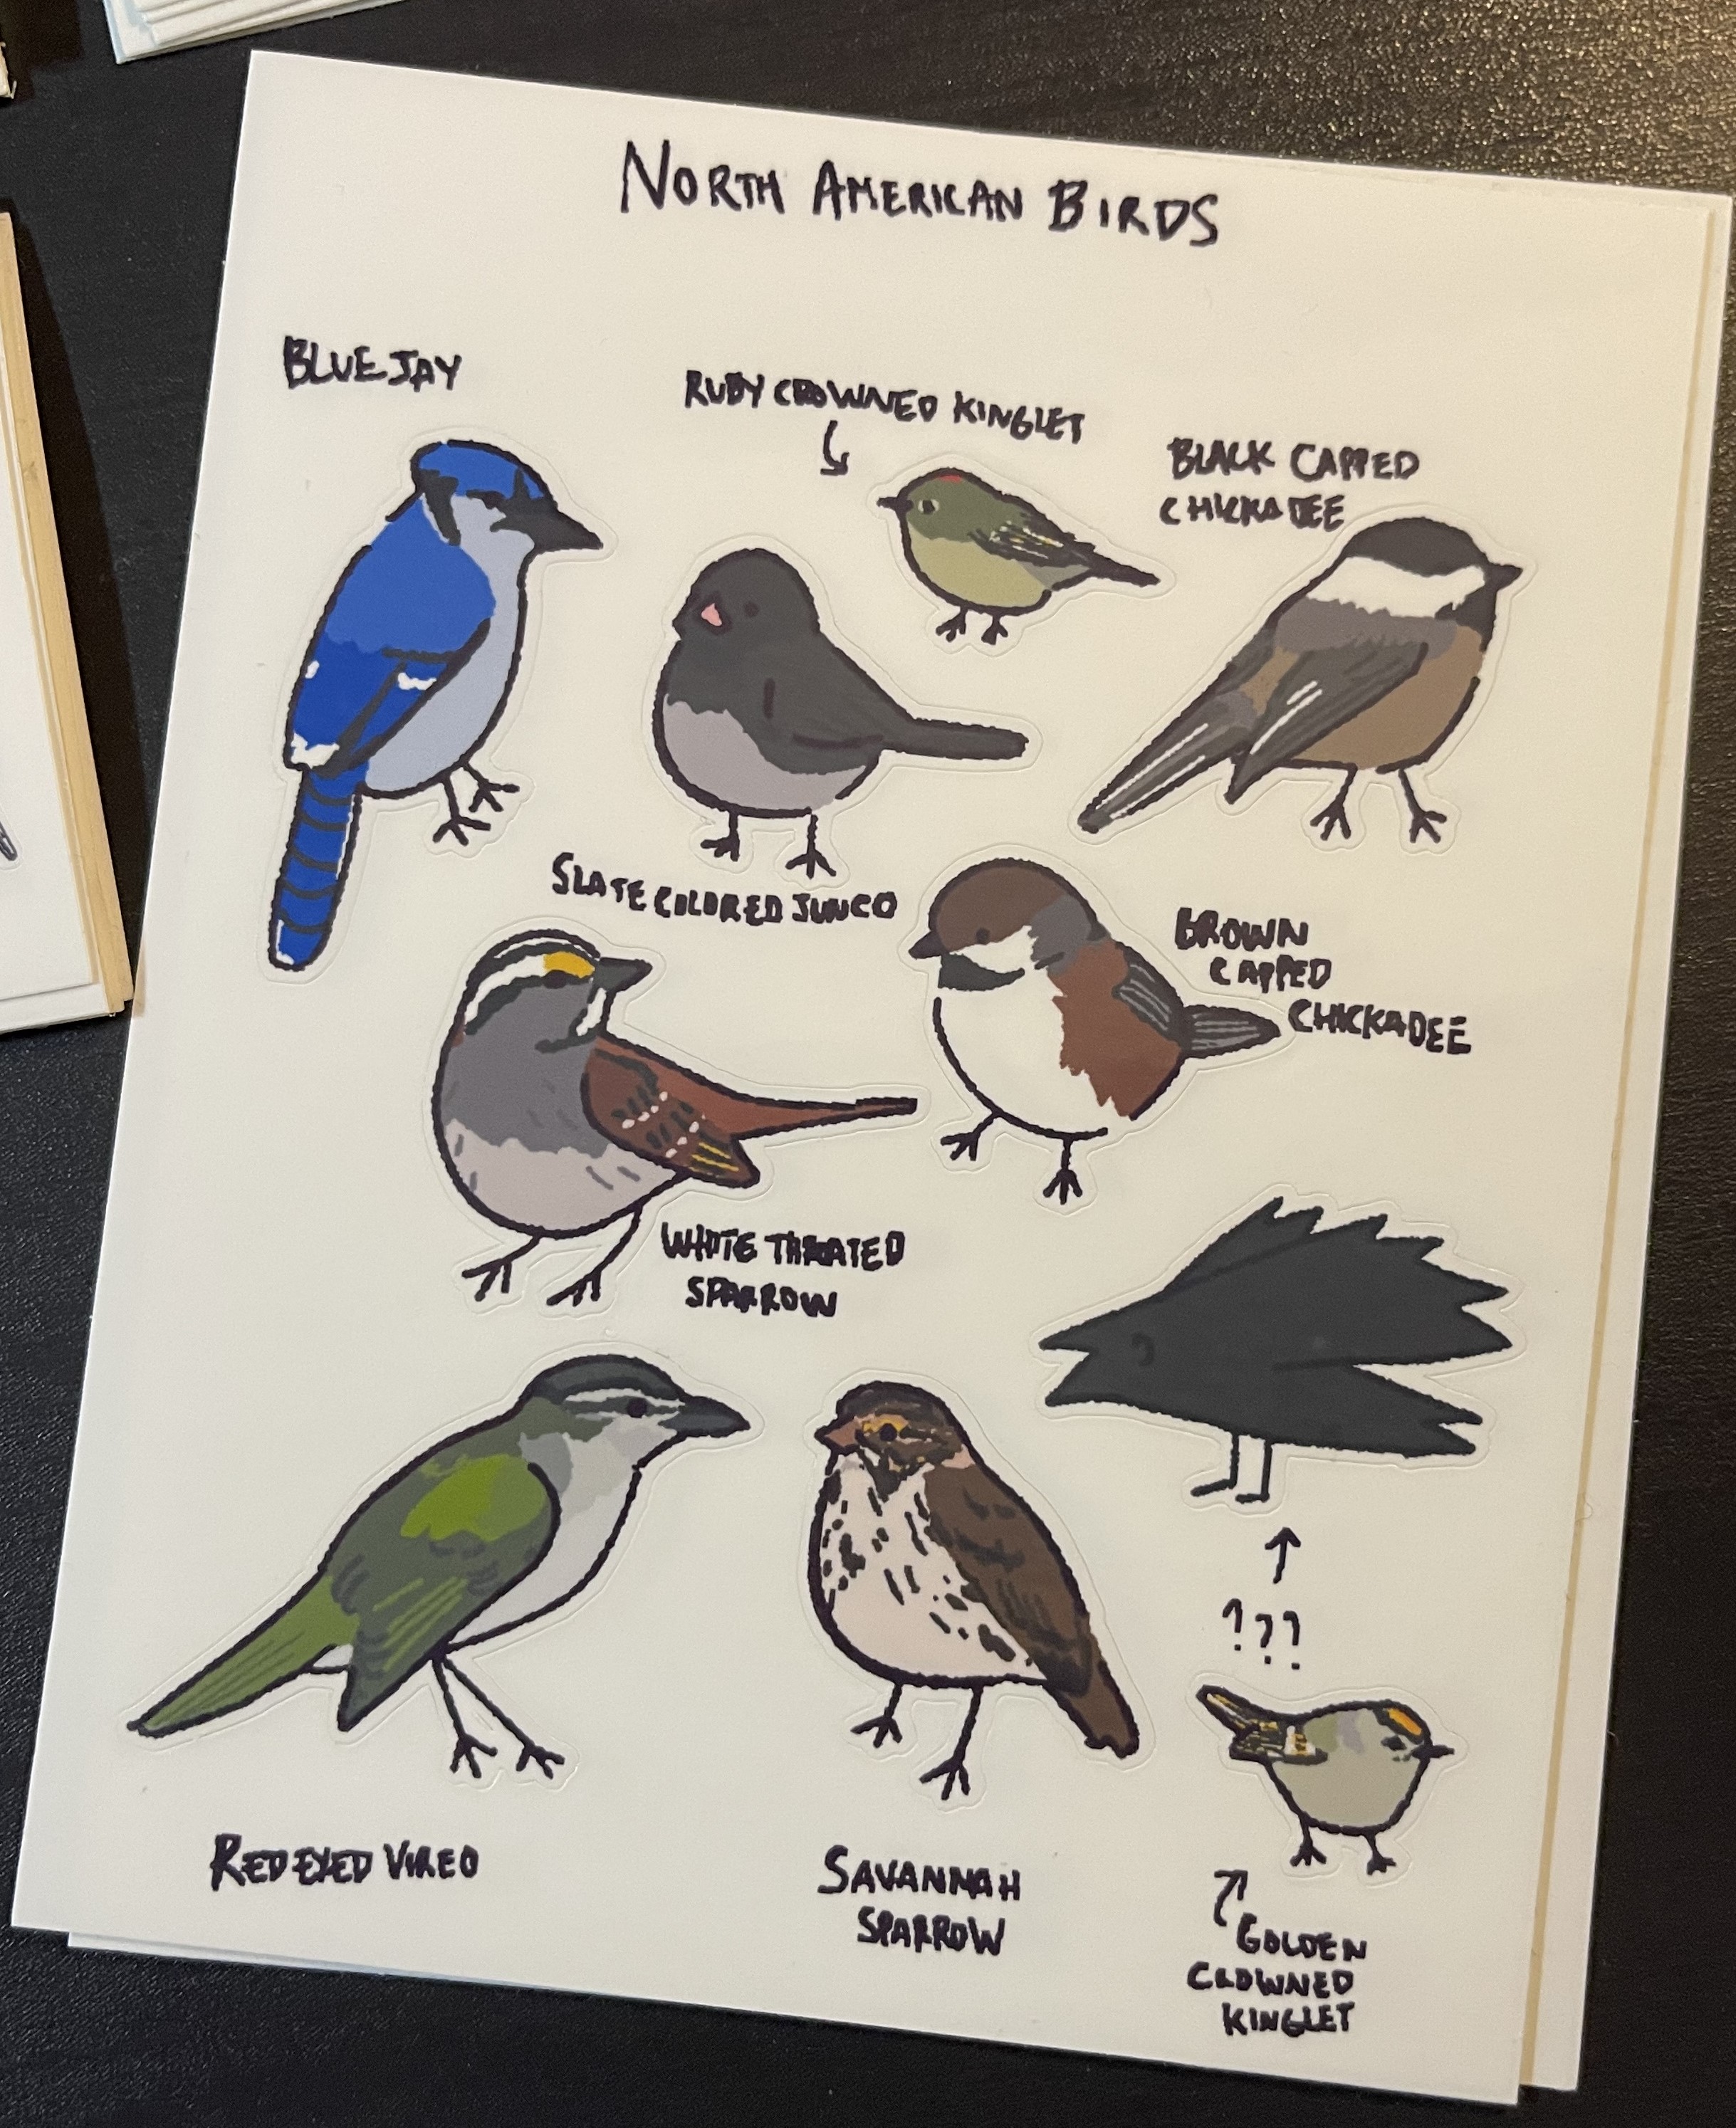 NORTH AMERICAN BIRDS
BLUE JAY
RUBY CROWNED KINGLET
BLACK CAPPED
CHICKADEE
SLATE COLORED JUNCO
BROWN
CAPPED
CHICKADEE
WHITE THROATED
SPARROW
???
RED EYED VIREO
SAVANNAH
SPARROW
GOLDEN
CROWNED
KINGLET